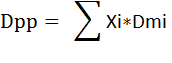 Dpp = ∑ Xi*Dmi